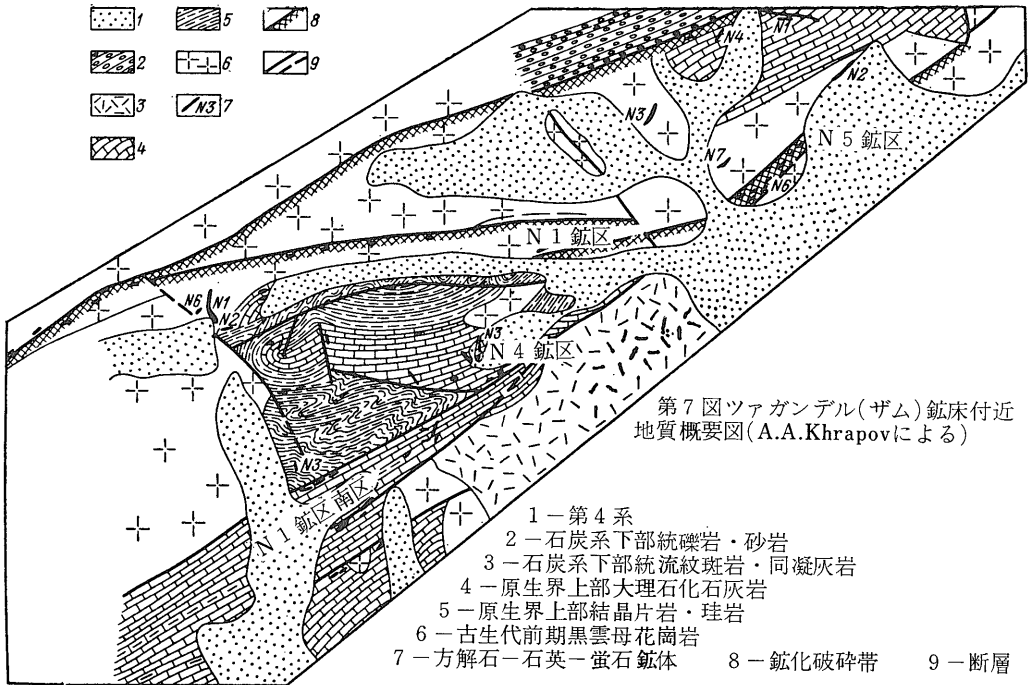 1
5
8
2
6
9
3
N3 7
4
N7
N4
N2
N3
N 5 鉱区
N7
N6
N 1 鉱区
N6
N1
N2
N3
N 4 鉱区
第7図ツァガンデル(ザム)鉱床付近
地質概要図(A.A.Khrapovによる)
N3
N 1 鉱区南区
1－第4系
2－石炭系下部統礫岩・砂岩
3－石炭系下部統流紋斑岩・同凝灰岩
4－原生界上部大理石化石灰岩
5－原生界上部結晶片岩・珪岩
6－古生代前期黒雲母花崗岩
7－方解石－石英－蛍石鉱体　8－鉱化破砕帯　9－断層